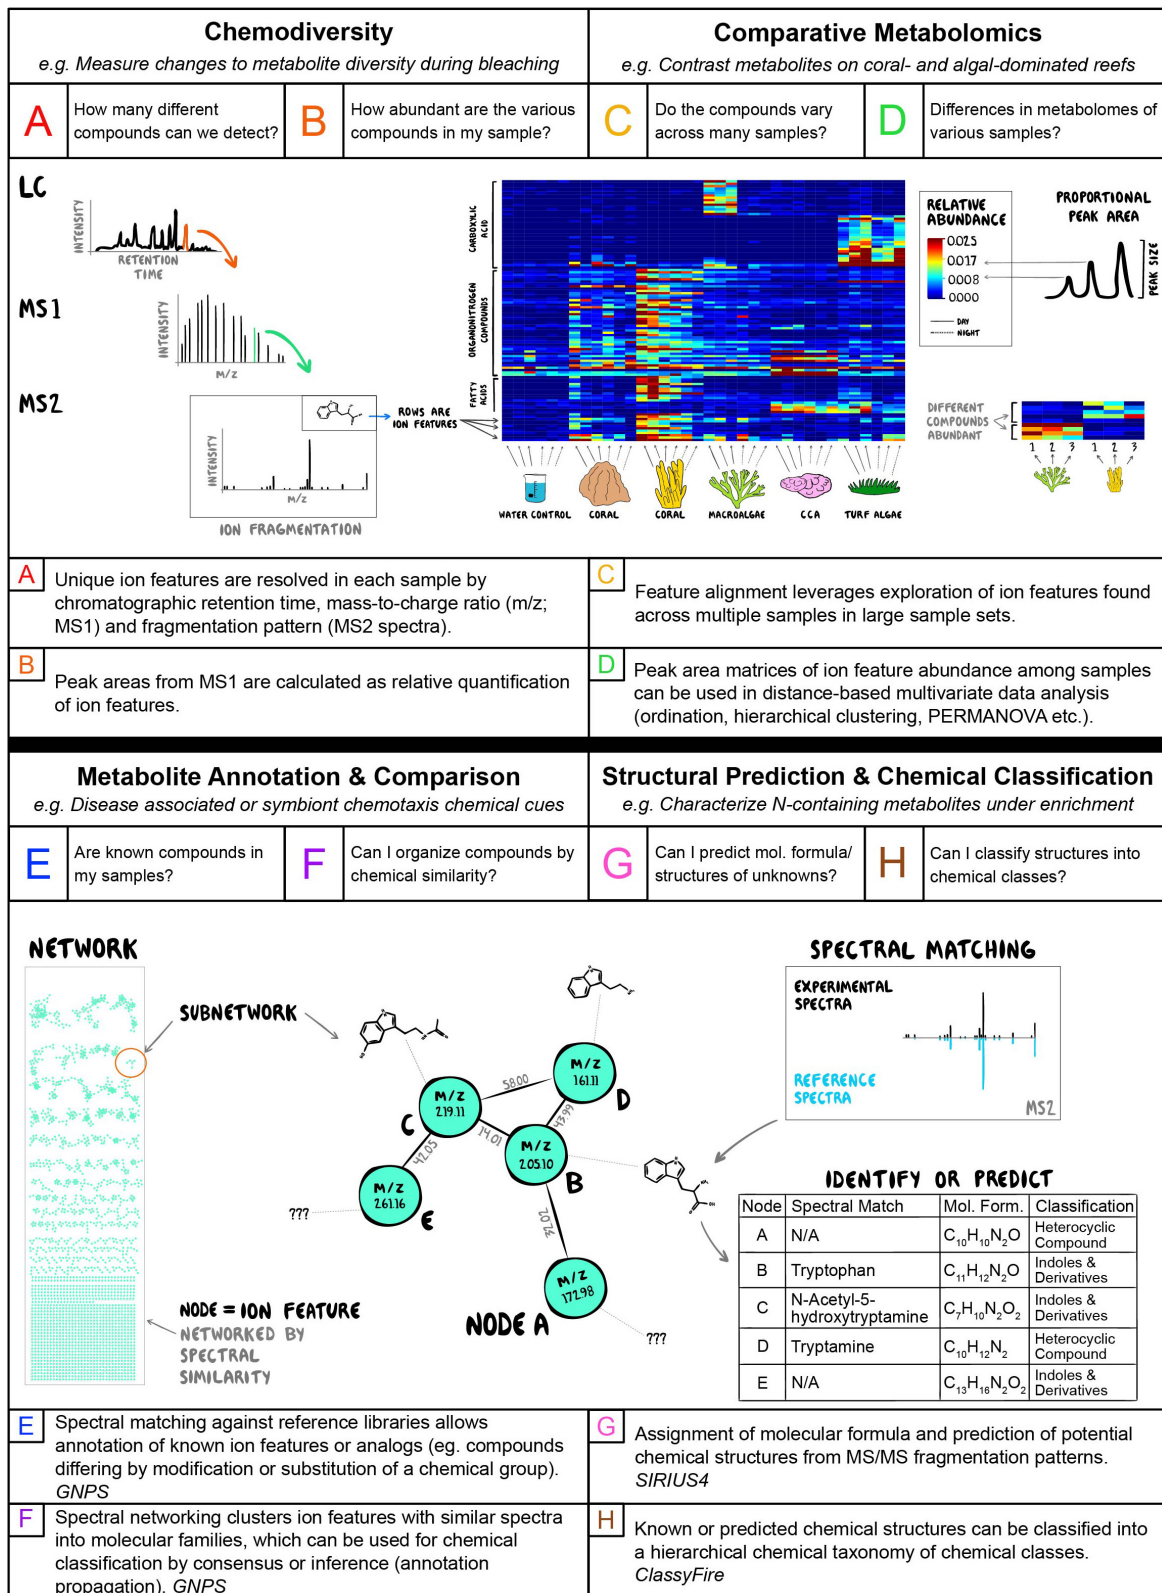 Chemodiversity
e.g. Measure changes to metabolite diversity during bleaching
Comparative Metabolomics
e.g. Contrast metabolites on coral- and algal-dominated reefs
A
How many different
compounds can we detect?
B
How abundant are the various
compounds in my sample?
C
Do the compounds vary
across many samples?
D
Differences in metabolomes of
various samples?
LC
INTENSITY
RETENTION
TIME
MS1
INTENSITY
M/Z
MS2
INTENSITY
M/Z
ION FRAGMENTATION
ROWS ARE
ION FEATURES
CARBOXYLIC
ACID
ORGANONITROGEN
COMPOUNDS
FATTY
ACIDS
WATER CONTROL
CORAL
CORAL
MACROALGAE
CCA
TURF ALGAE
RELATIVE
ABUNDANCE
0.025
0.017
0.008
0.000
DAY
NIGHT
PROPORTIONAL
PEAK AREA
PEAK SIZE
DIFFERENT
COMPOUNDS
ABUNDANT
1 2 3 1 2 3
A
Unique ion features are resolved in each sample by
chromatographic retention time, mass-to-charge ratio (m/z;
MS1) and fragmentation pattern (MS2 spectra).
C
Feature alignment leverages exploration of ion features found
across multiple samples in large sample sets.
B
Peak areas from MS1 are calculated as relative quantification
of ion features.
D
Peak area matrices of ion feature abundance among samples
can be used in distance-based multivariate data analysis
(ordination, hierarchical clustering, PERMANOVA etc.).
Metabolite Annotation & Comparison
e.g. Disease associated or symbiont chemotaxis chemical cues
Structural Prediction & Chemical Classification
e.g. Characterize N-containing metabolites under enrichment
E
Are known compounds in
my samples?
F
Can I organize compounds by
chemical similarity?
G
Can I predict mol. formula/
structures of unknowns?
H
Can I classify structures into
chemical classes?
NETWORK
SUBNETWORK
NODE = ION FEATURE
NETWORKED BY
SPECTRAL
SIMILARITY
M/Z
161.11
D
58.00
M/Z
219.11
C
43.99
14.01
M/Z
205.10
B
42.05
M/Z
261.16
E
???
32.02
M/Z
172.98
NODE A
???
SPECTRAL MATCHING
EXPERIMENTAL
SPECTRA
REFERENCE
SPECTRA
MS2
IDENTIFY OR PREDICT
Node Spectral Match Mol. Form. Classification
A N/A C₁₀H₁₀N₂O Heterocyclic
Compound
B Tryptophan C₁₁H₁₂N₂O Indoles &
Derivatives
C N-Acetyl-5-
hydroxytryptamine C₇H₁₀N₂O₂ Indoles &
Derivatives
D Tryptamine C₁₀H₁₂N₂ Heterocyclic
Compound
E N/A C₁₃H₁₆N₂O₂ Indoles &
Derivatives
E
Spectral matching against reference libraries allows
annotation of known ion features or analogs (eg. compounds
differing by modification or substitution of a chemical group).
GNPS
G
Assignment of molecular formula and prediction of potential
chemical structures from MS/MS fragmentation patterns.
SIRIUS4
F
Spectral networking clusters ion features with similar spectra
into molecular families, which can be used for chemical
classification by consensus or inference (annotation
propagation). GNPS
H
Known or predicted chemical structures can be classified into
a hierarchical chemical taxonomy of chemical classes.
ClassyFire